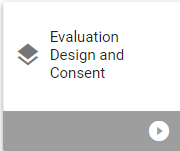 Evaluation
Design and
Consent